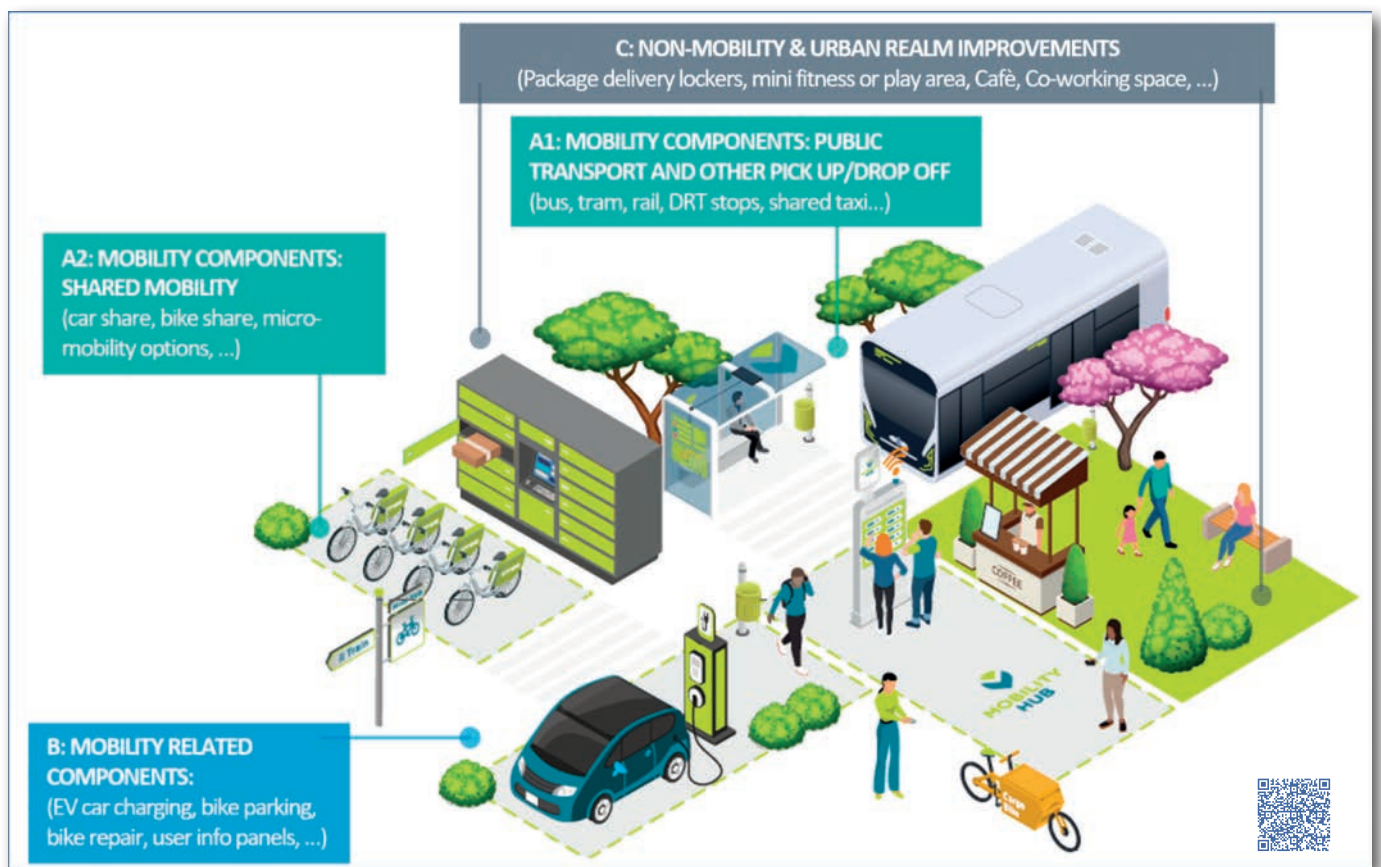 C: NON-MOBILITY & URBAN REALM IMPROVEMENTS
(Package delivery lockers, mini fitness or play area, Cafè, Co-working space, ...)
A1: MOBILITY COMPONENTS: PUBLIC
TRANSPORT AND OTHER PICK UP/DROP OFF
(bus, tram, rail, DRT stops, shared taxi...)
A2: MOBILITY COMPONENTS:
SHARED MOBILITY
(car share, bike share, micro-
mobility options, ...)
COFFEE
Train
MOBILITY
HUB
B: MOBILITY RELATED
COMPONENTS:
(EV car charging, bike parking,
bike repair, user info panels, ...)
Cargo
Bike